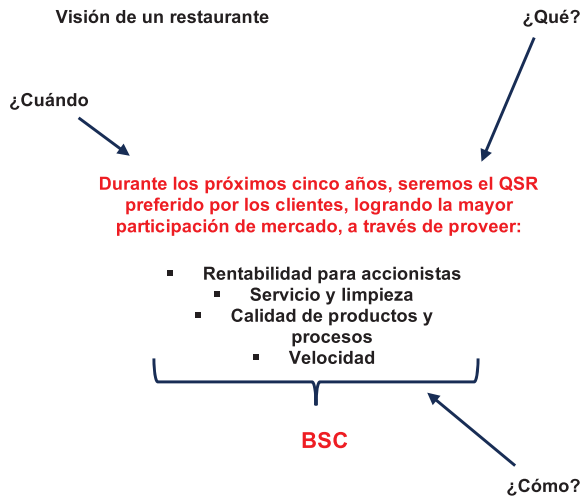 Visión de un restaurante
¿Qué?
¿Cuándo
Durante los próximos cinco años, seremos el QSR
preferido por los clientes, logrando la mayor
participación de mercado, a través de proveer:
▪ Rentabilidad para accionistas
▪ Servicio y limpieza
▪ Calidad de productos y
procesos
▪ Velocidad
BSC
¿Cómo?